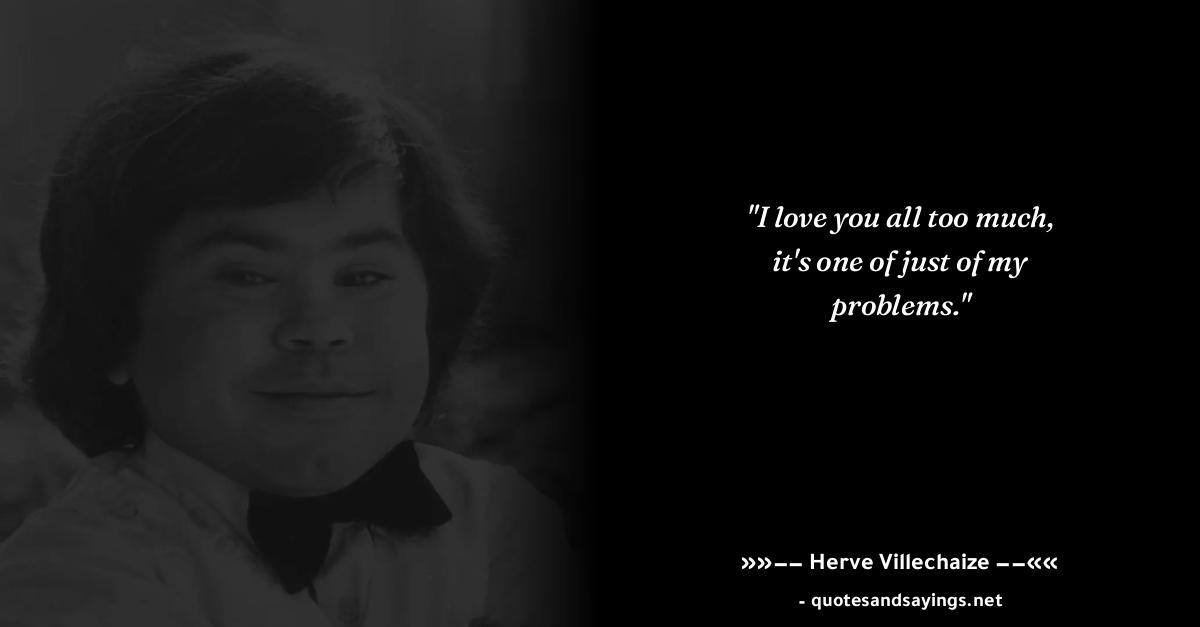 "I love you all too much,
it's one of just of my
problems."
»»–– Herve Villechaize ––««
- quotesandsayings.net